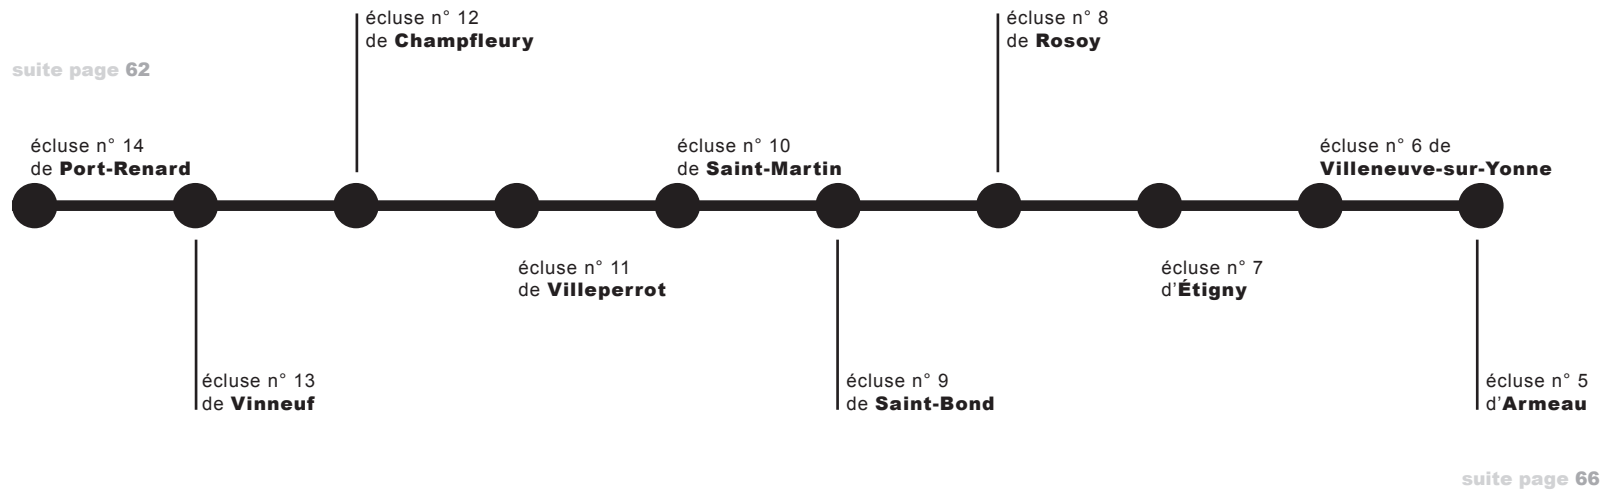 écluse n° 12
de Champfleury
écluse n° 8
de Rosoy
suite page 62
écluse n° 14
de Port-Renard
écluse n° 10
de Saint-Martin
écluse n° 6 de
Villeneuve-sur-Yonne
écluse n° 11
de Villeperrot
écluse n° 7
d’Étigny
écluse n° 13
de Vinneuf
écluse n° 9
de Saint-Bond
écluse n° 5
d’Armeau
suite page 66